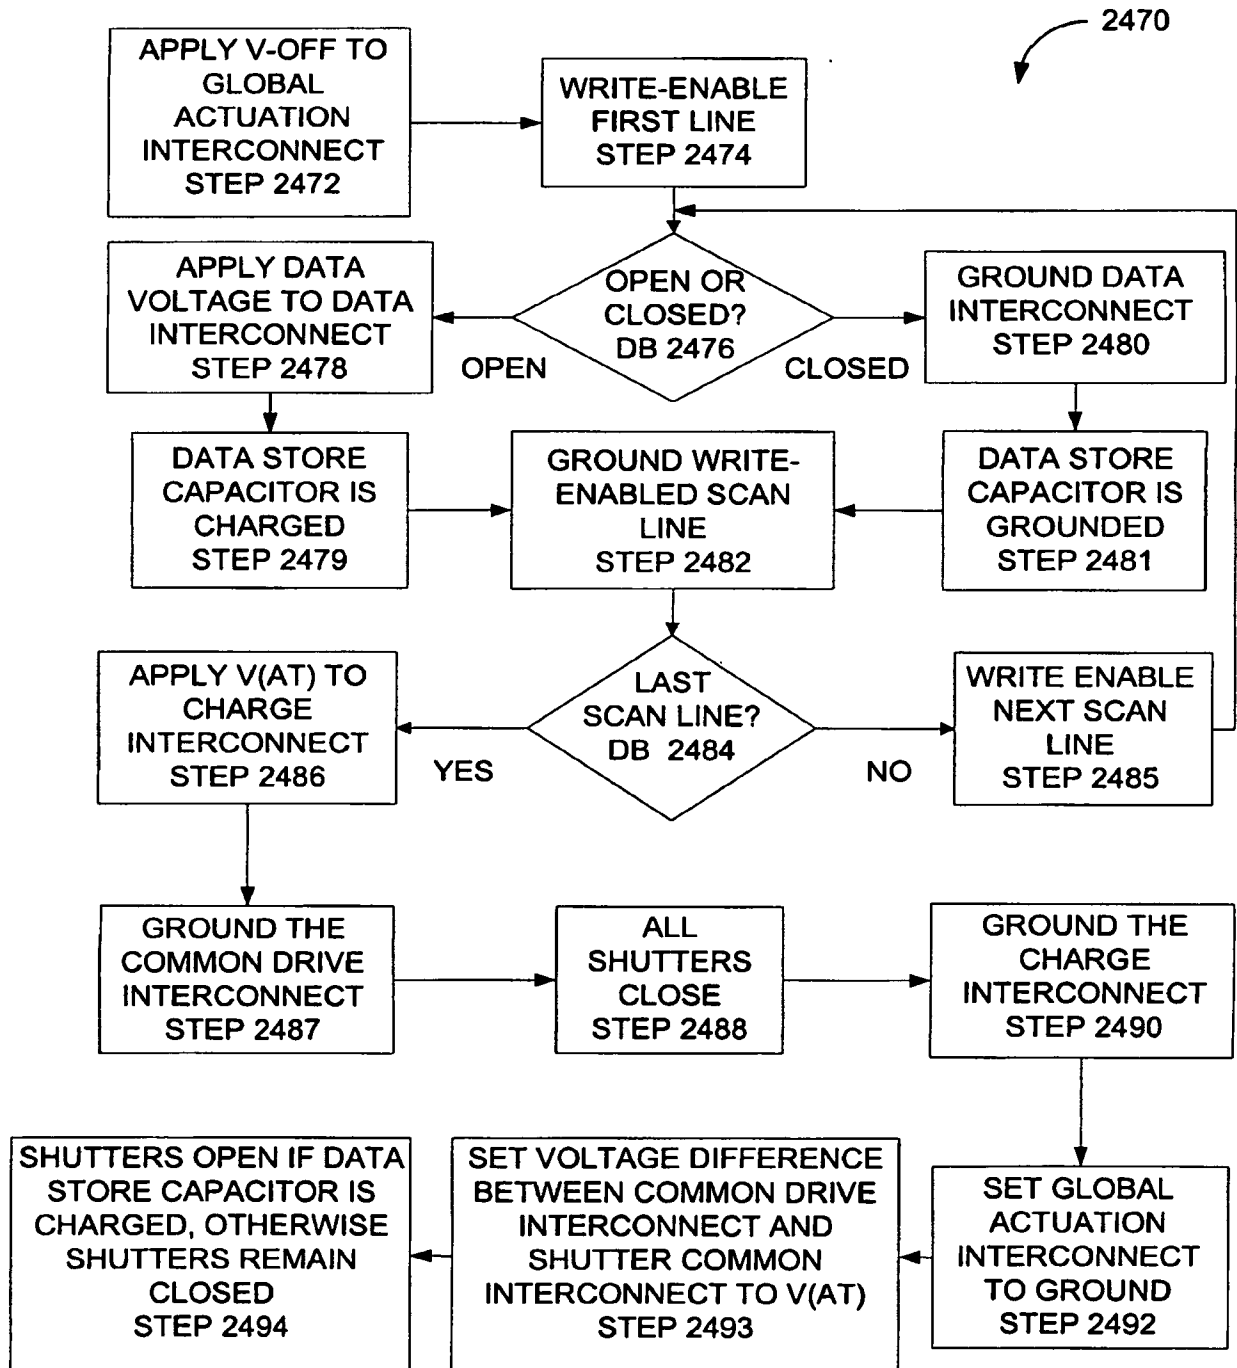 2470
APPLY V-OFF TO
GLOBAL
ACTUATION
INTERCONNECT
STEP 2472
WRITE-ENABLE
FIRST LINE
STEP 2474
OPEN OR
CLOSED?
DB 2476
OPEN
CLOSED
APPLY DATA
VOLTAGE TO DATA
INTERCONNECT
STEP 2478
GROUND DATA
INTERCONNECT
STEP 2480
DATA STORE
CAPACITOR IS
CHARGED
STEP 2479
GROUND WRITE-
ENABLED SCAN
LINE
STEP 2482
DATA STORE
CAPACITOR IS
GROUNDED
STEP 2481
APPLY V(AT) TO
CHARGE
INTERCONNECT
STEP 2486
LAST
SCAN LINE?
DB 2484
YES
NO
WRITE ENABLE
NEXT SCAN
LINE
STEP 2485
GROUND THE
COMMON DRIVE
INTERCONNECT
STEP 2487
ALL
SHUTTERS
CLOSE
STEP 2488
GROUND THE
CHARGE
INTERCONNECT
STEP 2490
SHUTTERS OPEN IF DATA
STORE CAPACITOR IS
CHARGED, OTHERWISE
SHUTTERS REMAIN
CLOSED
STEP 2494
SET VOLTAGE DIFFERENCE
BETWEEN COMMON DRIVE
INTERCONNECT AND
SHUTTER COMMON
INTERCONNECT TO V(AT)
STEP 2493
SET GLOBAL
ACTUATION
INTERCONNECT
TO GROUND
STEP 2492